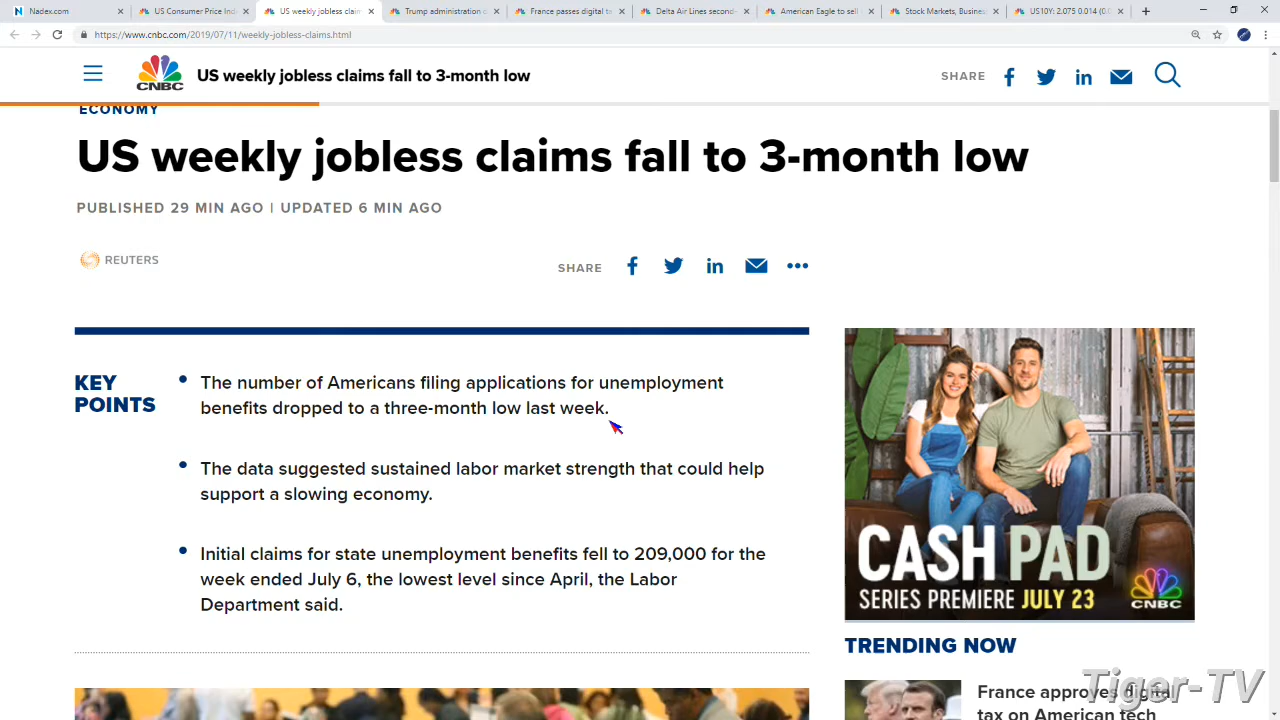 Nadex.com
US Consumer Price Ind
US weekly jobless claim
Trump administration c
France passes digital ta
Delta Air Lines second-
American Eagle to sell
Stock Markets, Busines
US10Y: 2.075 0.014 (0.
https://www.cnbc.com/2019/07/11/weekly-jobless-claims.html
CNBC
US weekly jobless claims fall to 3-month low
SHARE
ECONOMY
US weekly jobless claims fall to 3-month low
PUBLISHED 29 MIN AGO | UPDATED 6 MIN AGO
REUTERS
SHARE
KEY
POINTS
The number of Americans filing applications for unemployment
benefits dropped to a three-month low last week.
The data suggested sustained labor market strength that could help
support a slowing economy.
Initial claims for state unemployment benefits fell to 209,000 for the
week ended July 6, the lowest level since April, the Labor
Department said.
CASH PAD
SERIES PREMIERE JULY 23
CNBC
TRENDING NOW
France approves digital
tax on American tech
Tiger-TV